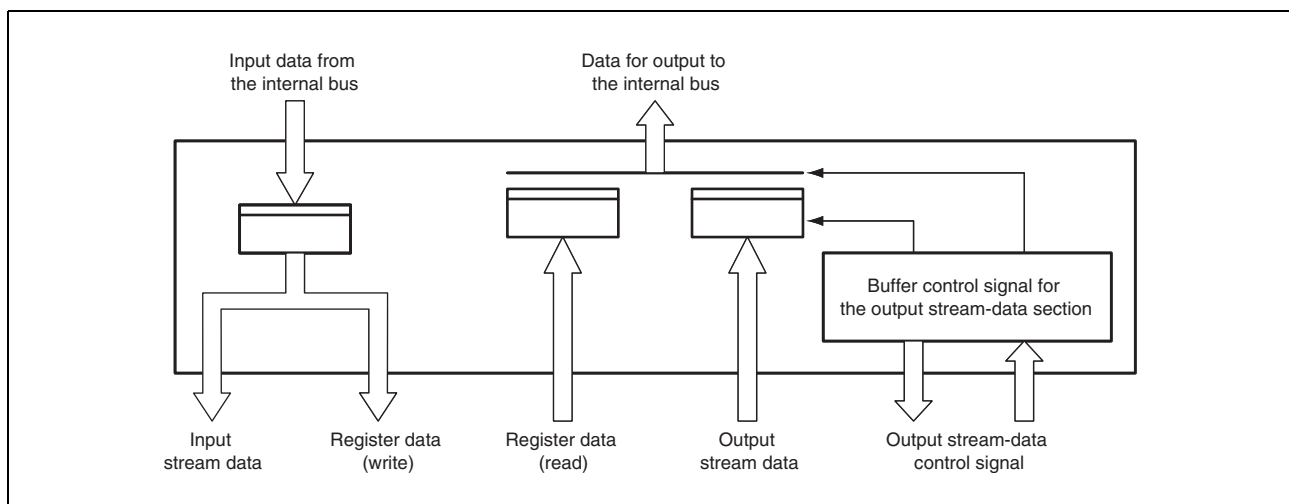 Input data from
the internal bus
Data for output to
the internal bus
Buffer control signal for
the output stream-data section
Input
stream data
Register data
(write)
Register data
(read)
Output
stream data
Output stream-data
control signal